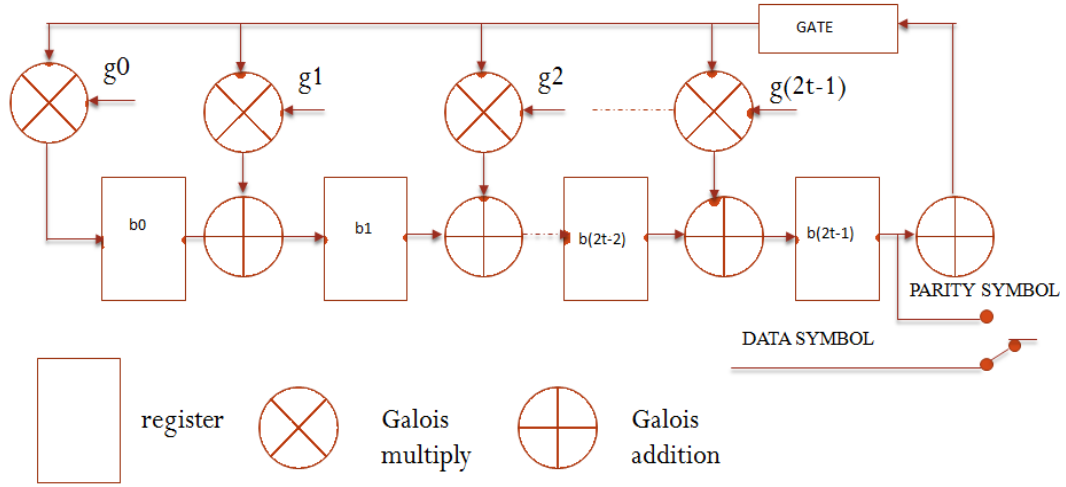 GATE
g0
g1
g2
g(2t-1)
b0
b1
b(2t-2)
b(2t-1)
PARITY SYMBOL
DATA SYMBOL
register
Galois
multiply
Galois
addition